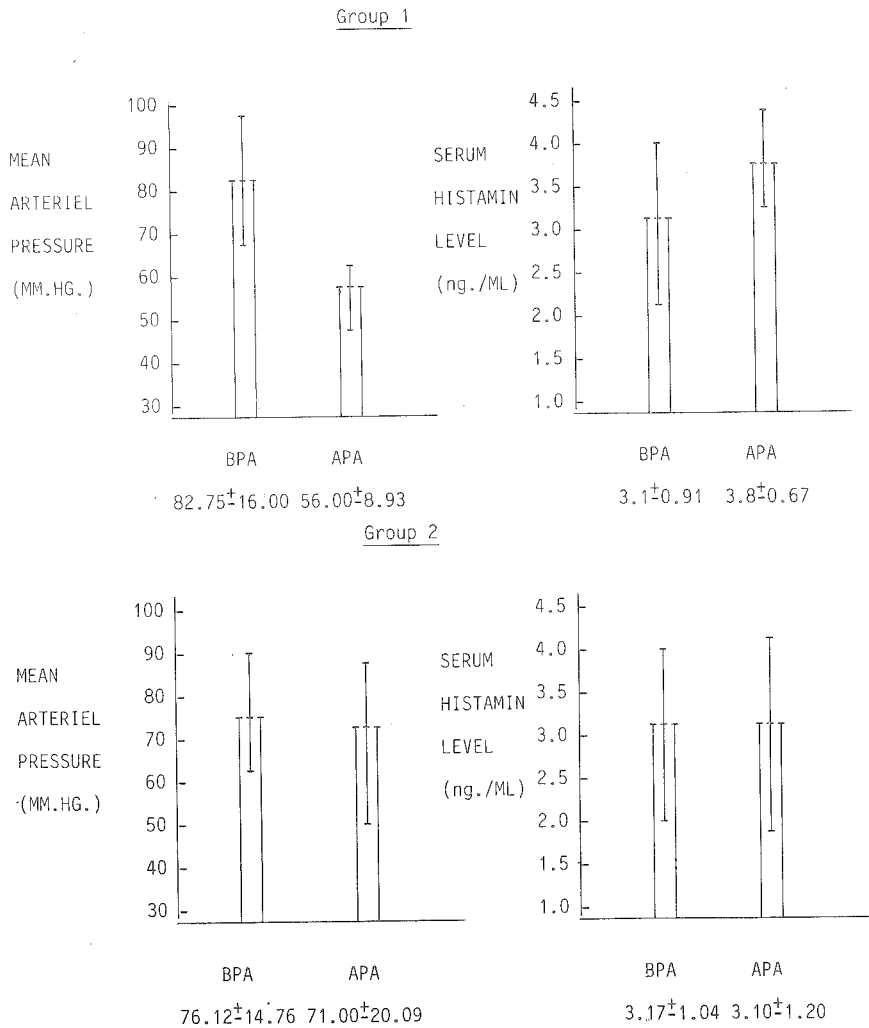 Group 1
100
90
80
70
60
50
40
30
MEAN
ARTERIEL
PRESSURE
(MM.HG.)
BPA APA
82.75±16.00 56.00±8.93
4.5
4.0
3.5
3.0
2.5
2.0
1.5
1.0
SERUM
HISTAMIN
LEVEL
(ng./ML)
BPA APA
3.1±0.91 3.8±0.67
Group 2
100
90
80
70
60
50
40
30
MEAN
ARTERIEL
PRESSURE
(MM.HG.)
BPA APA
76.12±14.76 71.00±20.09
4.5
4.0
3.5
3.0
2.5
2.0
1.5
1.0
SERUM
HISTAMIN
LEVEL
(ng./ML)
BPA APA
3.17±1.04 3.10±1.20